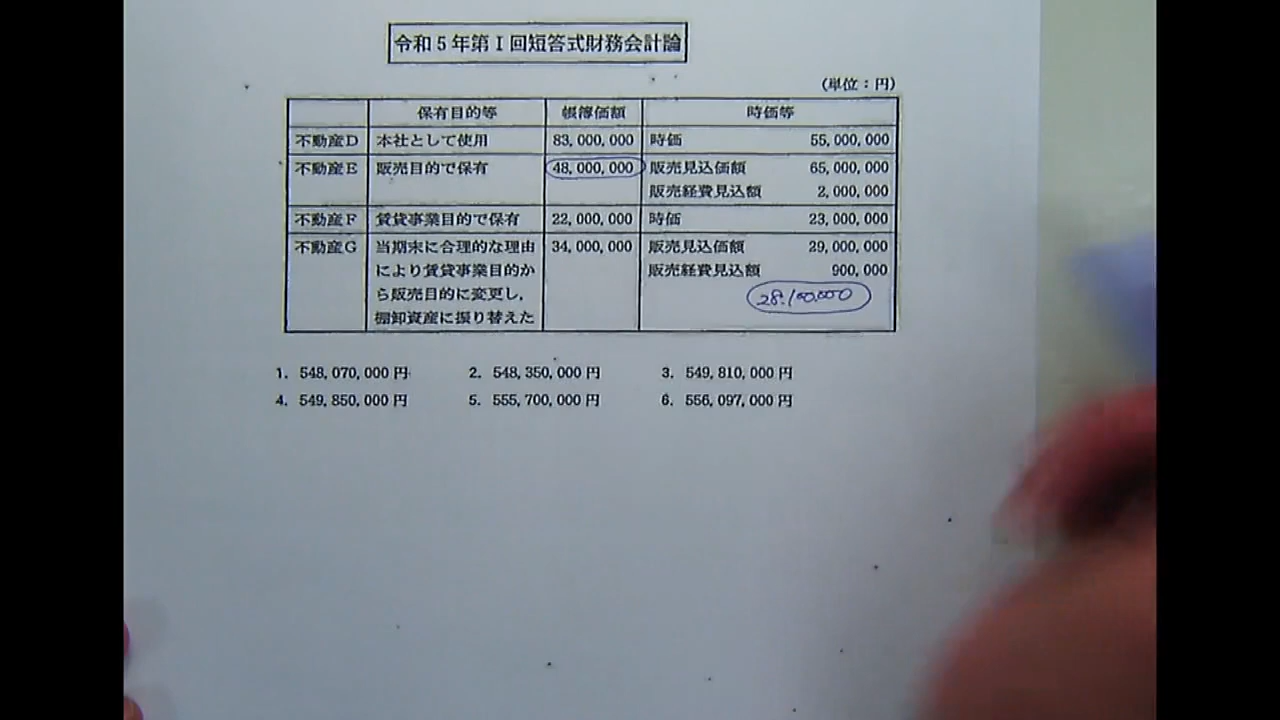 令和5年第Ⅰ回短答式財務会計論
(単位:円)
保有目的等 帳簿価額 時価等
不動産D 本社として使用 83,000,000 時価 55,000,000
不動産E 販売目的で保有 48,000,000 販売見込価額 65,000,000
販売経費見込額 2,000,000
不動産F 賃貸事業目的で保有 22,000,000 時価 23,000,000
不動産G 当期末に合理的な理由 34,000,000 販売見込価額 29,000,000
により賃貸事業目的か 販売経費見込額 900,000
ら販売目的に変更し, 28,100,000
棚卸資産に振り替えた
1. 548,070,000円 2. 548,350,000円 3. 549,810,000円
4. 549,850,000円 5. 555,700,000円 6. 556,097,000円